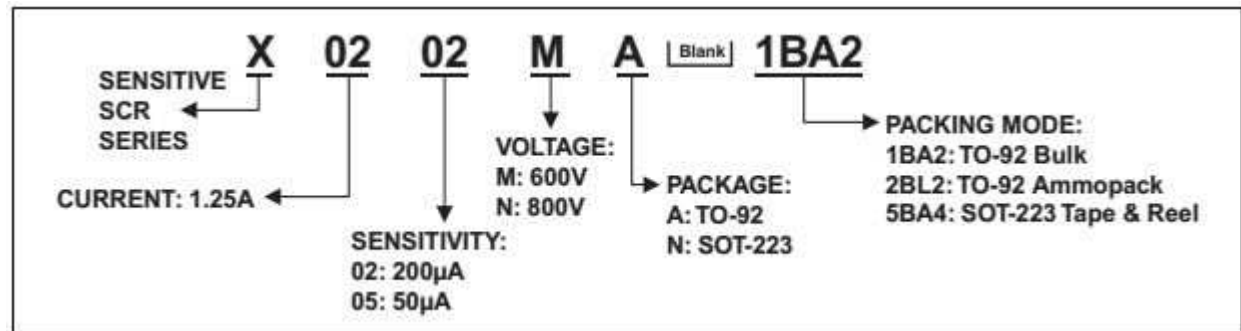 X 02 02 M A Blank 1BA2
SENSITIVE
SCR
SERIES
CURRENT: 1.25A
SENSITIVITY:
02: 200µA
05: 50µA
VOLTAGE:
M: 600V
N: 800V
PACKAGE:
A: TO-92
N: SOT-223
PACKING MODE:
1BA2: TO-92 Bulk
2BL2: TO-92 Ammopack
5BA4: SOT-223 Tape & Reel